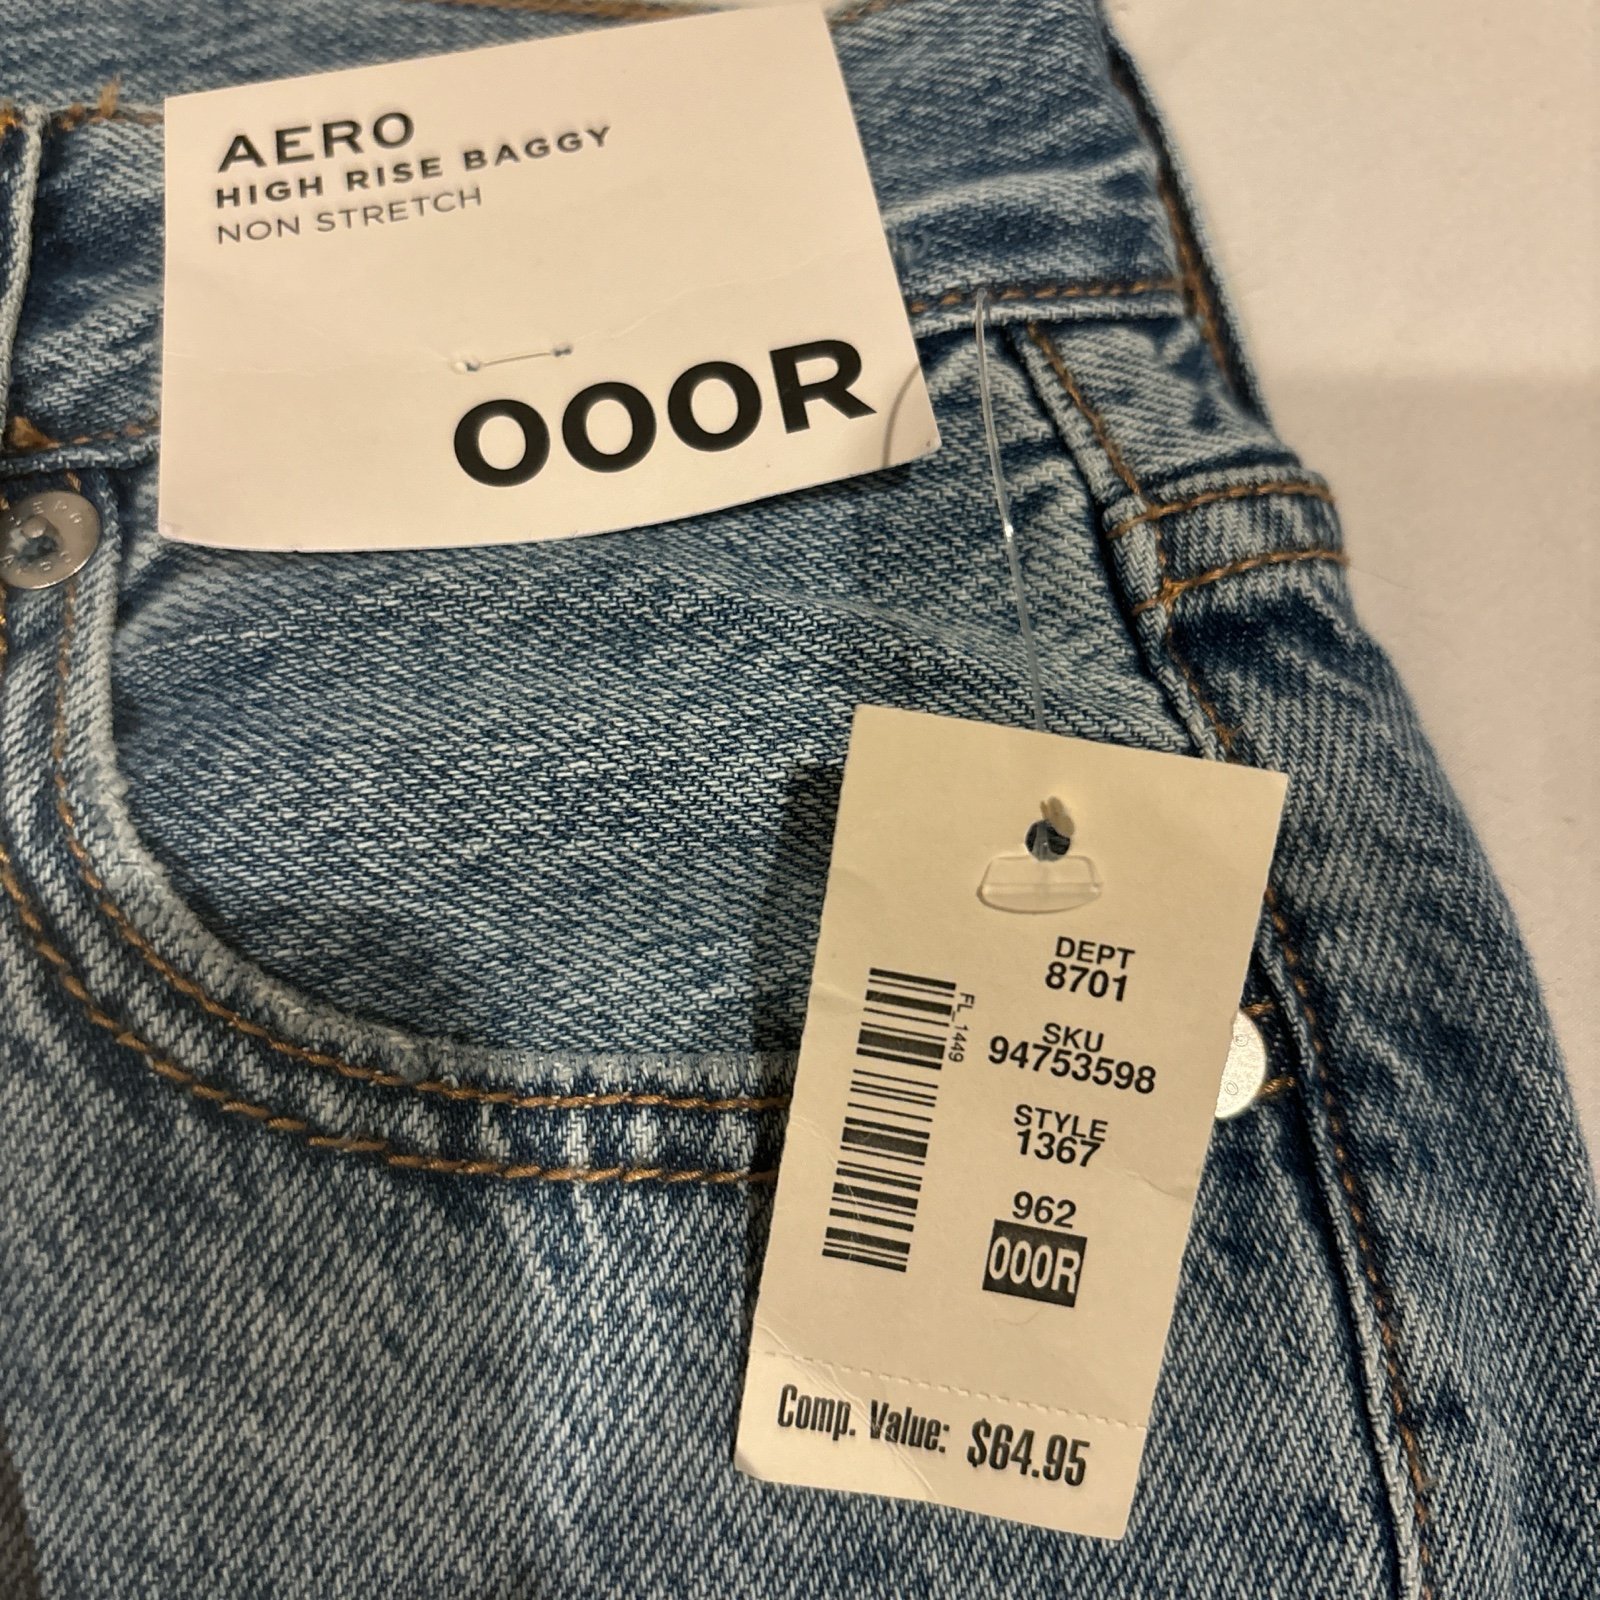 AERO
HIGH RISE BAGGY
NON STRETCH
000R
DEPT
8701
FL_1449
SKU
94753598
STYLE
1367
962
000R
Comp. Value: $64.95